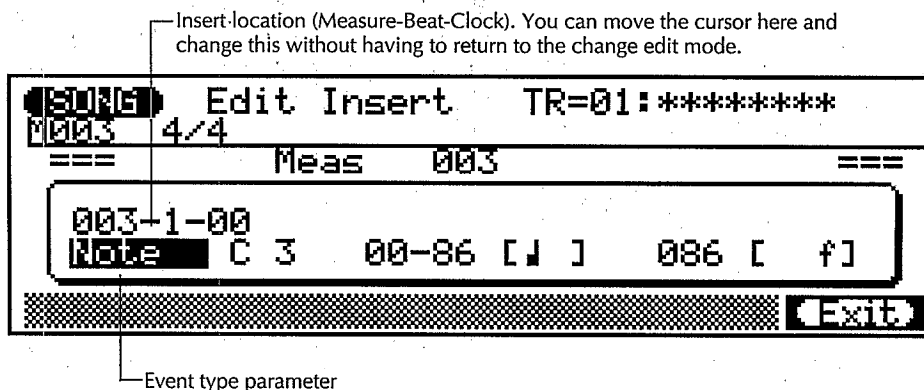 Insert location (Measure-Beat-Clock). You can move the cursor here and
change this without having to return to the change edit mode.
SONG Edit Insert TR=01:********
M003 4/4
=== Meas 003 ===
003-1-00
Note C 3 00-86 [♩ ] 086 [ f]
Exit
Event type parameter